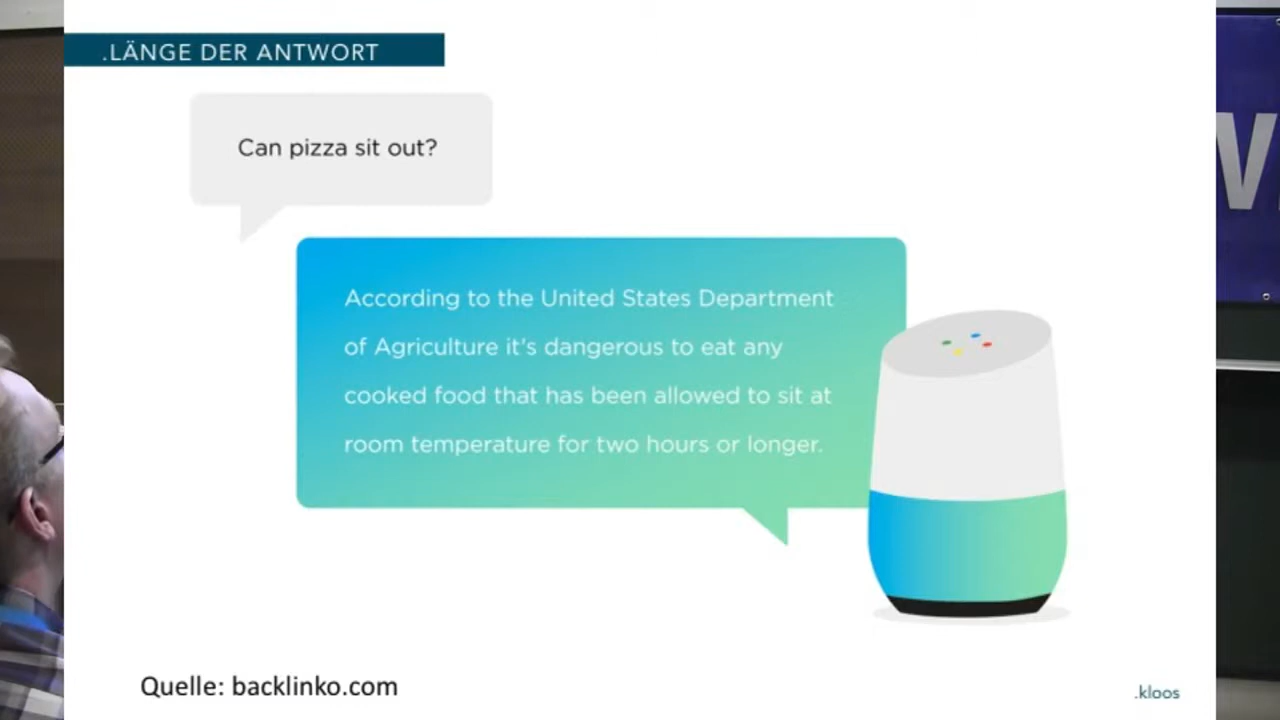 .LÄNGE DER ANTWORT
Can pizza sit out?
According to the United States Department
of Agriculture it's dangerous to eat any
cooked food that has been allowed to sit at
room temperature for two hours or longer.
Quelle: backlinko.com
.kloos